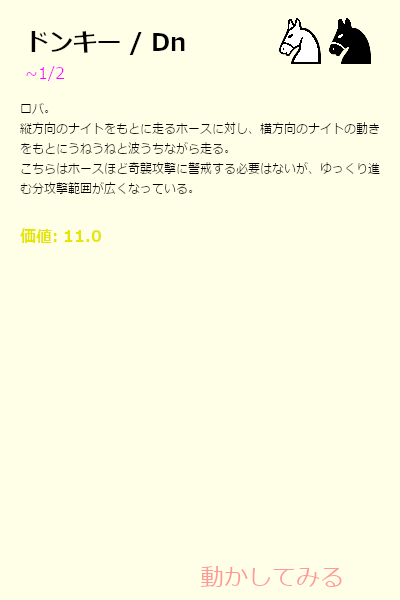 ドンキー / Dn
~1/2
ロバ。
縦方向のナイトをもとに走るホースに対し、横方向のナイトの動き
をもとにうねうねと波うちながら走る。
こちらはホースほど奇襲攻撃に警戒する必要はないが、ゆっくり進
む分攻撃範囲が広くなっている。
価値: 11.0
動かしてみる